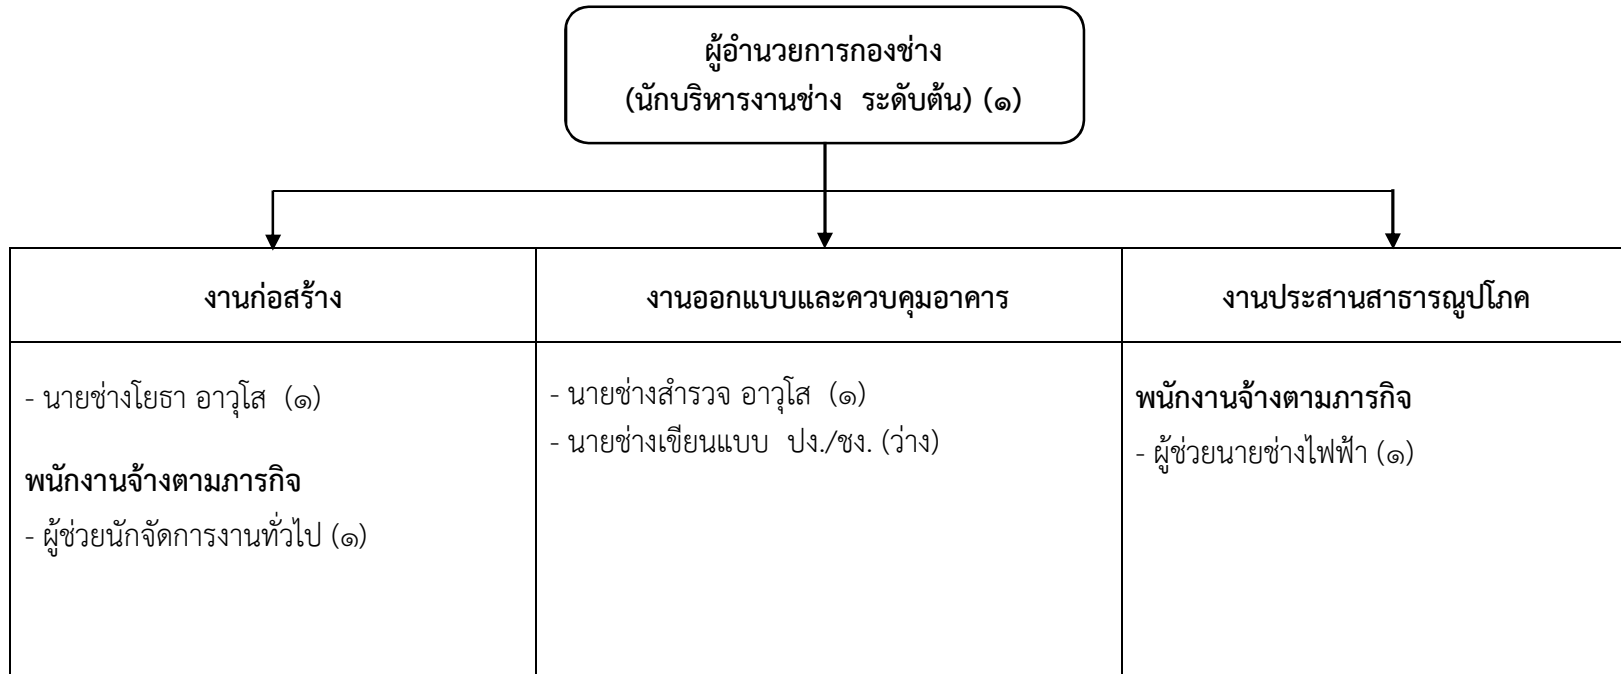 ผู้อำนวยการกองช่าง
(นักบริหารงานช่าง ระดับต้น) (๑)
งานก่อสร้าง
งานออกแบบและควบคุมอาคาร
งานประสานสาธารณูปโภค
- นายช่างโยธา อาวุโส (๑)
พนักงานจ้างตามภารกิจ
- ผู้ช่วยนักจัดการงานทั่วไป (๑)
- นายช่างสำรวจ อาวุโส (๑)
- นายช่างเขียนแบบ ปง./ชง. (ว่าง)
พนักงานจ้างตามภารกิจ
- ผู้ช่วยนายช่างไฟฟ้า (๑)